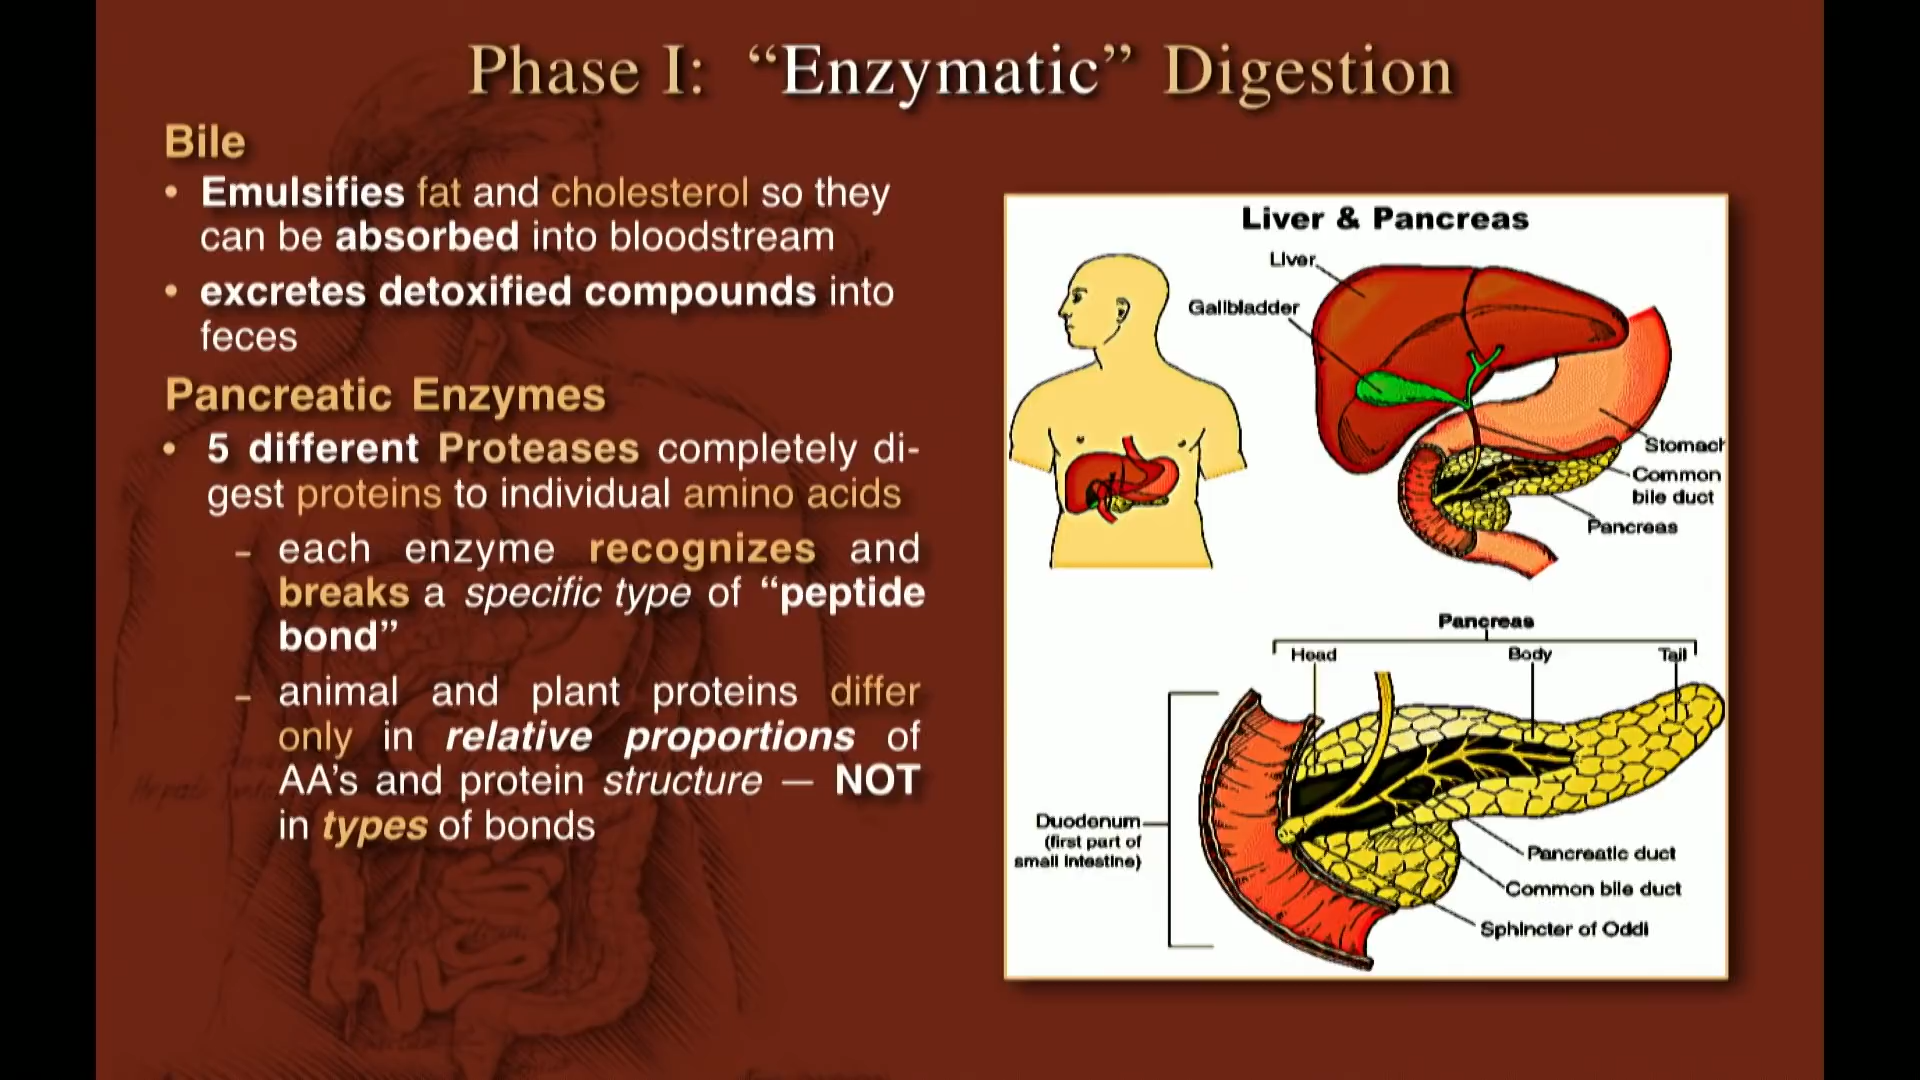 Phase I: “Enzymatic” Digestion
Bile
• Emulsifies fat and cholesterol so they
can be absorbed into bloodstream
• excretes detoxified compounds into
feces
Pancreatic Enzymes
• 5 different Proteases completely di-
gest proteins to individual amino acids
- each enzyme recognizes and
breaks a specific type of “peptide
bond”
- animal and plant proteins differ
only in relative proportions of
AA’s and protein structure — NOT
in types of bonds
Liver & Pancreas
Liver
Gallbladder
Stomach
Common
bile duct
Pancreas
Pancreas
Head Body Tail
Duodenum
(first part of
small intestine)
Pancreatic duct
Common bile duct
Sphincter of Oddi